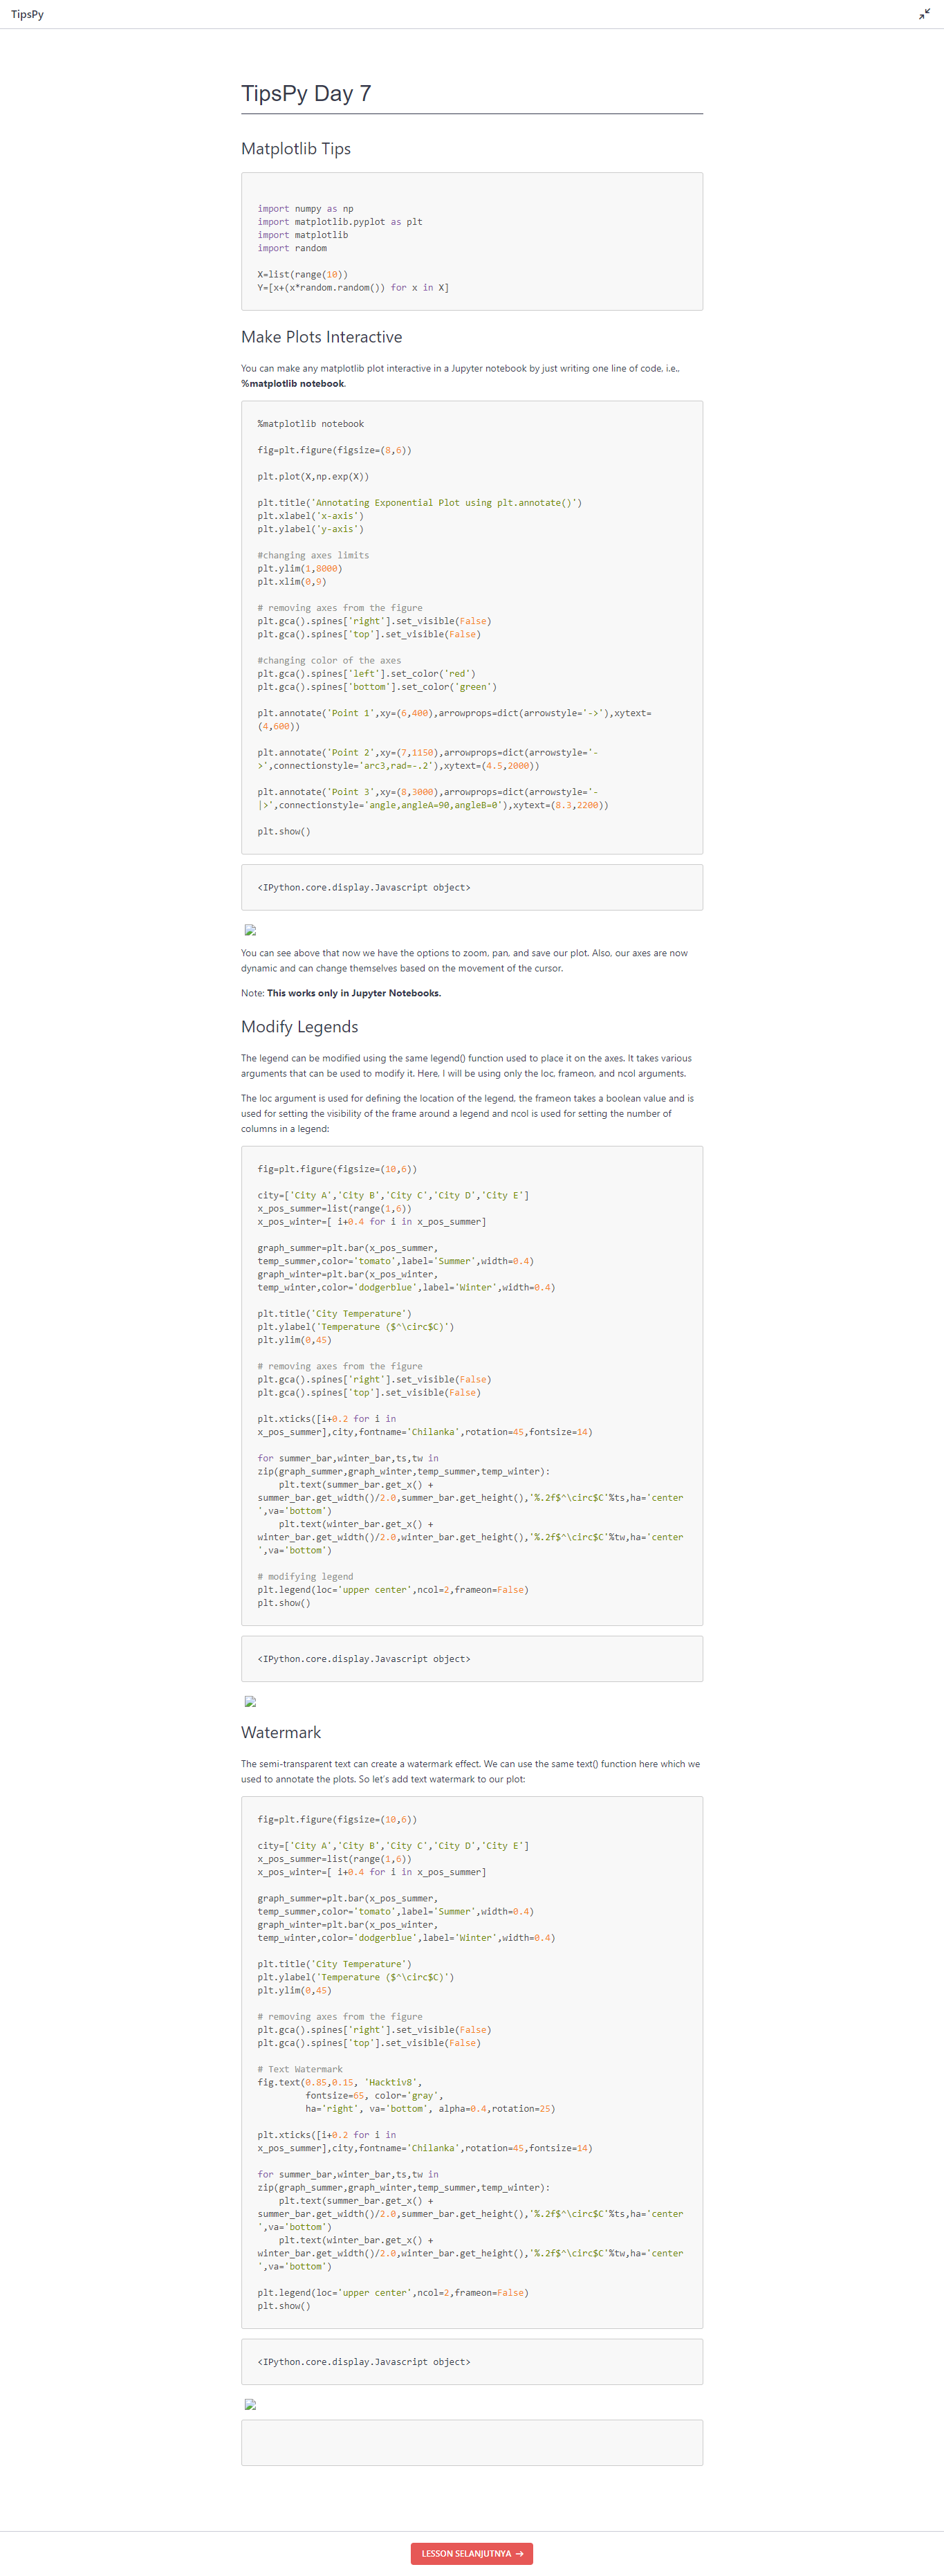 TipsPy
TipsPy Day 7
Matplotlib Tips
import numpy as np
import matplotlib.pyplot as plt
import matplotlib
import random
X=list(range(10))
Y=[x+(x*random.random()) for x in X]
Make Plots Interactive
You can make any matplotlib plot interactive in a Jupyter notebook by just writing one line of code, i.e.,
%matplotlib notebook.
%matplotlib notebook
fig=plt.figure(figsize=(8,6))
plt.plot(X,np.exp(X))
plt.title('Annotating Exponential Plot using plt.annotate()')
plt.xlabel('x-axis')
plt.ylabel('y-axis')
#changing axes limits
plt.ylim(1,8000)
plt.xlim(0,9)
# removing axes from the figure
plt.gca().spines['right'].set_visible(False)
plt.gca().spines['top'].set_visible(False)
#changing color of the axes
plt.gca().spines['left'].set_color('red')
plt.gca().spines['bottom'].set_color('green')
plt.annotate('Point 1',xy=(6,400),arrowprops=dict(arrowstyle='->'),xytext=
(4,600))
plt.annotate('Point 2',xy=(7,1150),arrowprops=dict(arrowstyle='-
>',connectionstyle='arc3,rad=-.2'),xytext=(4.5,2000))
plt.annotate('Point 3',xy=(8,3000),arrowprops=dict(arrowstyle='-
|>',connectionstyle='angle,angleA=90,angleB=0'),xytext=(8.3,2200))
plt.show()
<IPython.core.display.Javascript object>
You can see above that now we have the options to zoom, pan, and save our plot. Also, our axes are now
dynamic and can change themselves based on the movement of the cursor.
Note: This works only in Jupyter Notebooks.
Modify Legends
The legend can be modified using the same legend() function used to place it on the axes. It takes various
arguments that can be used to modify it. Here, I will be using only the loc, frameon, and ncol arguments.
The loc argument is used for defining the location of the legend, the frameon takes a boolean value and is
used for setting the visibility of the frame around a legend and ncol is used for setting the number of
columns in a legend:
fig=plt.figure(figsize=(10,6))
city=['City A','City B','City C','City D','City E']
x_pos_summer=list(range(1,6))
x_pos_winter=[ i+0.4 for i in x_pos_summer]
graph_summer=plt.bar(x_pos_summer,
temp_summer,color='tomato',label='Summer',width=0.4)
graph_winter=plt.bar(x_pos_winter,
temp_winter,color='dodgerblue',label='Winter',width=0.4)
plt.title('City Temperature')
plt.ylabel('Temperature ($^\circ$C)')
plt.ylim(0,45)
# removing axes from the figure
plt.gca().spines['right'].set_visible(False)
plt.gca().spines['top'].set_visible(False)
plt.xticks([i+0.2 for i in
x_pos_summer],city,fontname='Chilanka',rotation=45,fontsize=14)
for summer_bar,winter_bar,ts,tw in
zip(graph_summer,graph_winter,temp_summer,temp_winter):
    plt.text(summer_bar.get_x() +
summer_bar.get_width()/2.0,summer_bar.get_height(),'%.2f$^\circ$C'%ts,ha='center
',va='bottom')
    plt.text(winter_bar.get_x() +
winter_bar.get_width()/2.0,winter_bar.get_height(),'%.2f$^\circ$C'%tw,ha='center
',va='bottom')
# modifying legend
plt.legend(loc='upper center',ncol=2,frameon=False)
plt.show()
<IPython.core.display.Javascript object>
Watermark
The semi-transparent text can create a watermark effect. We can use the same text() function here which we
used to annotate the plots. So let's add text watermark to our plot:
fig=plt.figure(figsize=(10,6))
city=['City A','City B','City C','City D','City E']
x_pos_summer=list(range(1,6))
x_pos_winter=[ i+0.4 for i in x_pos_summer]
graph_summer=plt.bar(x_pos_summer,
temp_summer,color='tomato',label='Summer',width=0.4)
graph_winter=plt.bar(x_pos_winter,
temp_winter,color='dodgerblue',label='Winter',width=0.4)
plt.title('City Temperature')
plt.ylabel('Temperature ($^\circ$C)')
plt.ylim(0,45)
# removing axes from the figure
plt.gca().spines['right'].set_visible(False)
plt.gca().spines['top'].set_visible(False)
# Text Watermark
fig.text(0.85,0.15, 'Hacktiv8',
         fontsize=65, color='gray',
         ha='right', va='bottom', alpha=0.4,rotation=25)
plt.xticks([i+0.2 for i in
x_pos_summer],city,fontname='Chilanka',rotation=45,fontsize=14)
for summer_bar,winter_bar,ts,tw in
zip(graph_summer,graph_winter,temp_summer,temp_winter):
    plt.text(summer_bar.get_x() +
summer_bar.get_width()/2.0,summer_bar.get_height(),'%.2f$^\circ$C'%ts,ha='center
',va='bottom')
    plt.text(winter_bar.get_x() +
winter_bar.get_width()/2.0,winter_bar.get_height(),'%.2f$^\circ$C'%tw,ha='center
',va='bottom')
plt.legend(loc='upper center',ncol=2,frameon=False)
plt.show()
<IPython.core.display.Javascript object>
LESSON SELANJUTNYA →